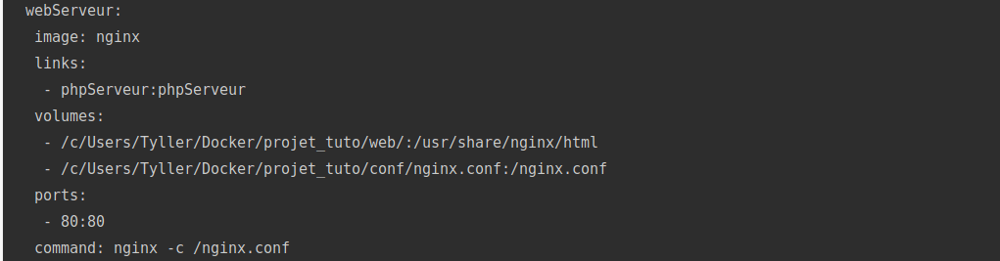 webServeur:
image: nginx
links:
- phpServeur:phpServeur
volumes:
- /c/Users/Tyller/Docker/projet_tuto/web/:/usr/share/nginx/html
- /c/Users/Tyller/Docker/projet_tuto/conf/nginx.conf:/nginx.conf
ports:
- 80:80
command: nginx -c /nginx.conf